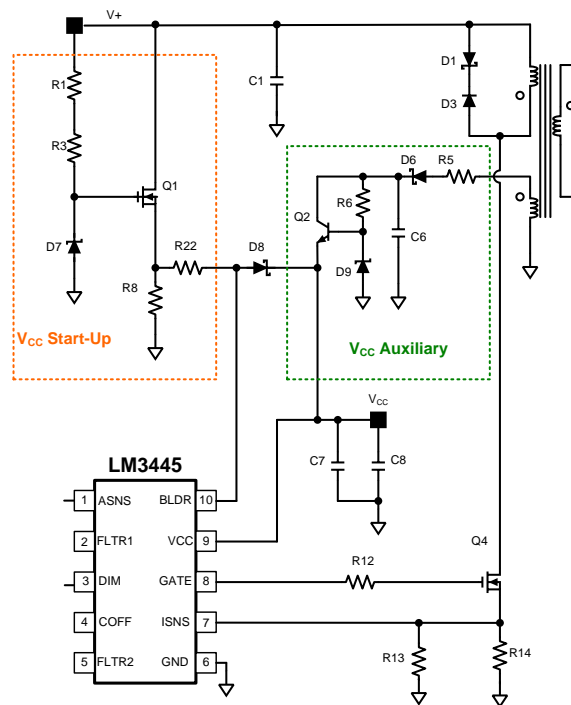 V+
R1
C1
D1
D3
R3
Q1
D6
R5
Q2
R6
D7
R22
D8
D9
C6
R8
VCC Start-Up
VCC Auxiliary
VCC
LM3445
C7
C8
1 ASNS BLDR 10
2 FLTR1 VCC 9
Q4
R12
3 DIM GATE 8
4 COFF ISNS 7
R13
R14
5 FLTR2 GND 6